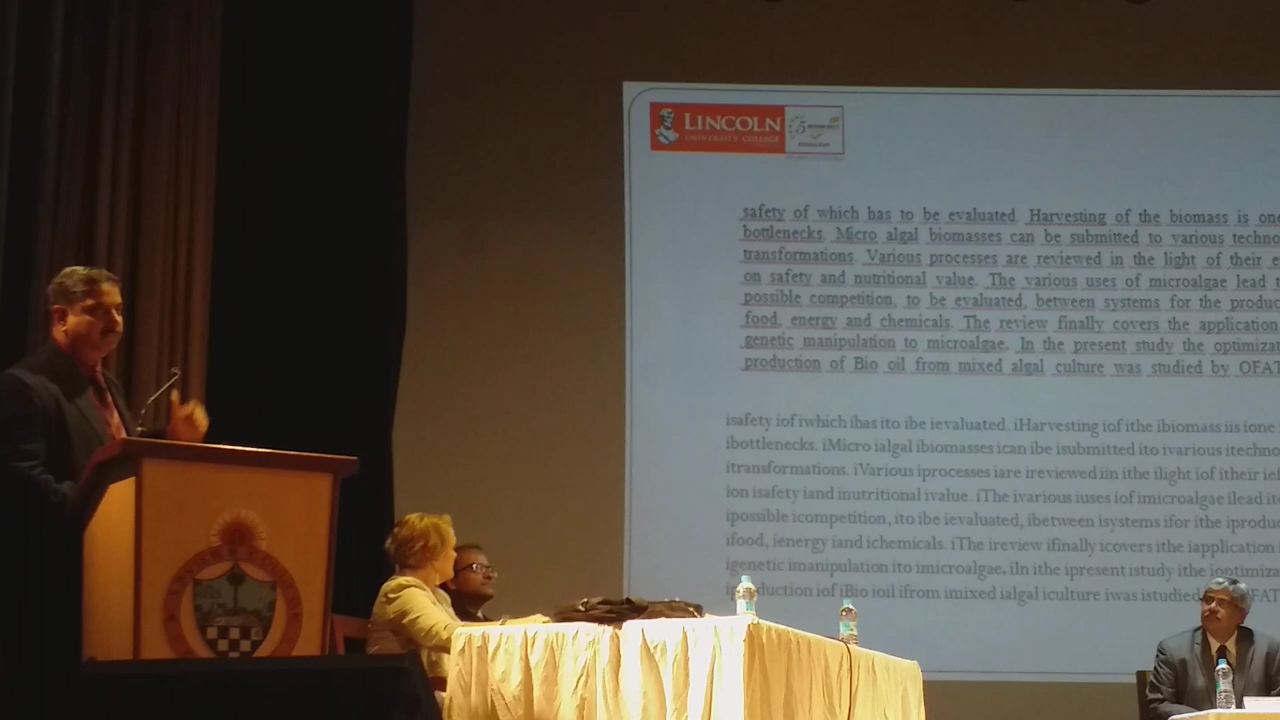 LINCOLN
UNIVERSITY COLLEGE
5
safety of which has to be evaluated. Harvesting of the biomass is one
bottlenecks. Micro algal biomasses can be submitted to various techno
transformations. Various processes are reviewed in the light of their e
on safety and nutritional value. The various uses of microalgae lead t
possible competition, to be evaluated, between systems for the produc
food, energy and chemicals. The review finally covers the application
genetic manipulation to microalgae. In the present study the optimizat
production of Bio oil from mixed algal culture was studied by OFAT
isafety iof iwhich ihas ito ibe ievaluated. iHarvesting iof ithe ibiomass iis ione i
ibottlenecks. iMicro ialgal ibiomasses ican ibe isubmitted ito ivarious itechno
itransformations. iVarious iprocesses iare ireviewed iin ithe ilight iof itheir ief
ion isafety iand inutritional ivalue. iThe ivarious iuses iof imicroalgae ilead it
ipossible icompetition, ito ibe ievaluated, ibetween isystems ifor ithe iproduc
ifood, ienergy iand ichemicals. iThe ireview ifinally icovers ithe iapplication
igenetic imanipulation ito imicroalgae. iIn ithe ipresent istudy ithe ioptimiza
iof iBio ioil ifrom imixed ialgal iculture iwas istudied